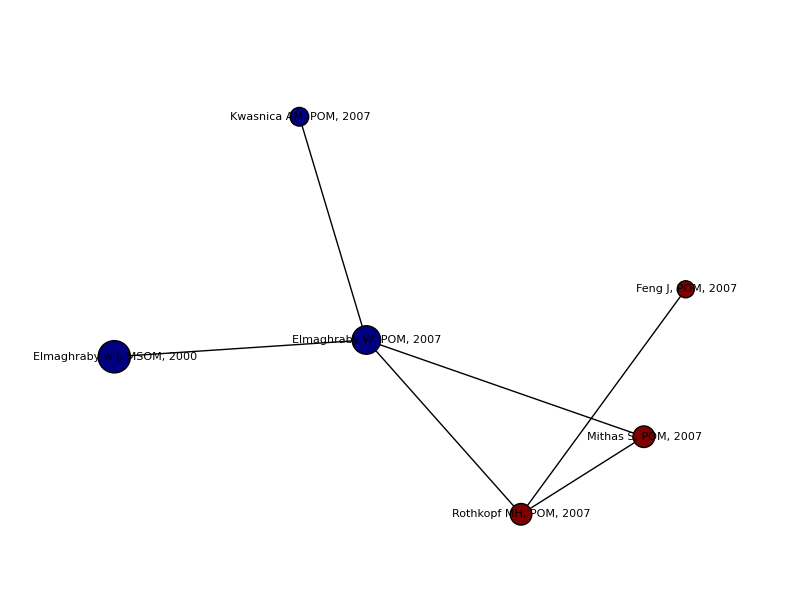 Kwasnica AM, POM, 2007
Feng J, POM, 2007
Elmaghraby W, POM, 2007
Elmaghraby WJ, MSOM, 2000
Mithas S, POM, 2007
Rothkopf MH, POM, 2007